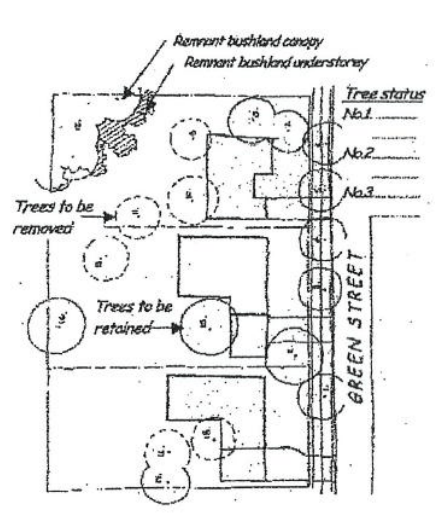 Remnant bushland canopy
Remnant bushland understorey
Tree status
No.1 ............
............
No.2 ............
............
No.3 ............
Trees to be
removed
Trees to be
retained
GREEN STREET